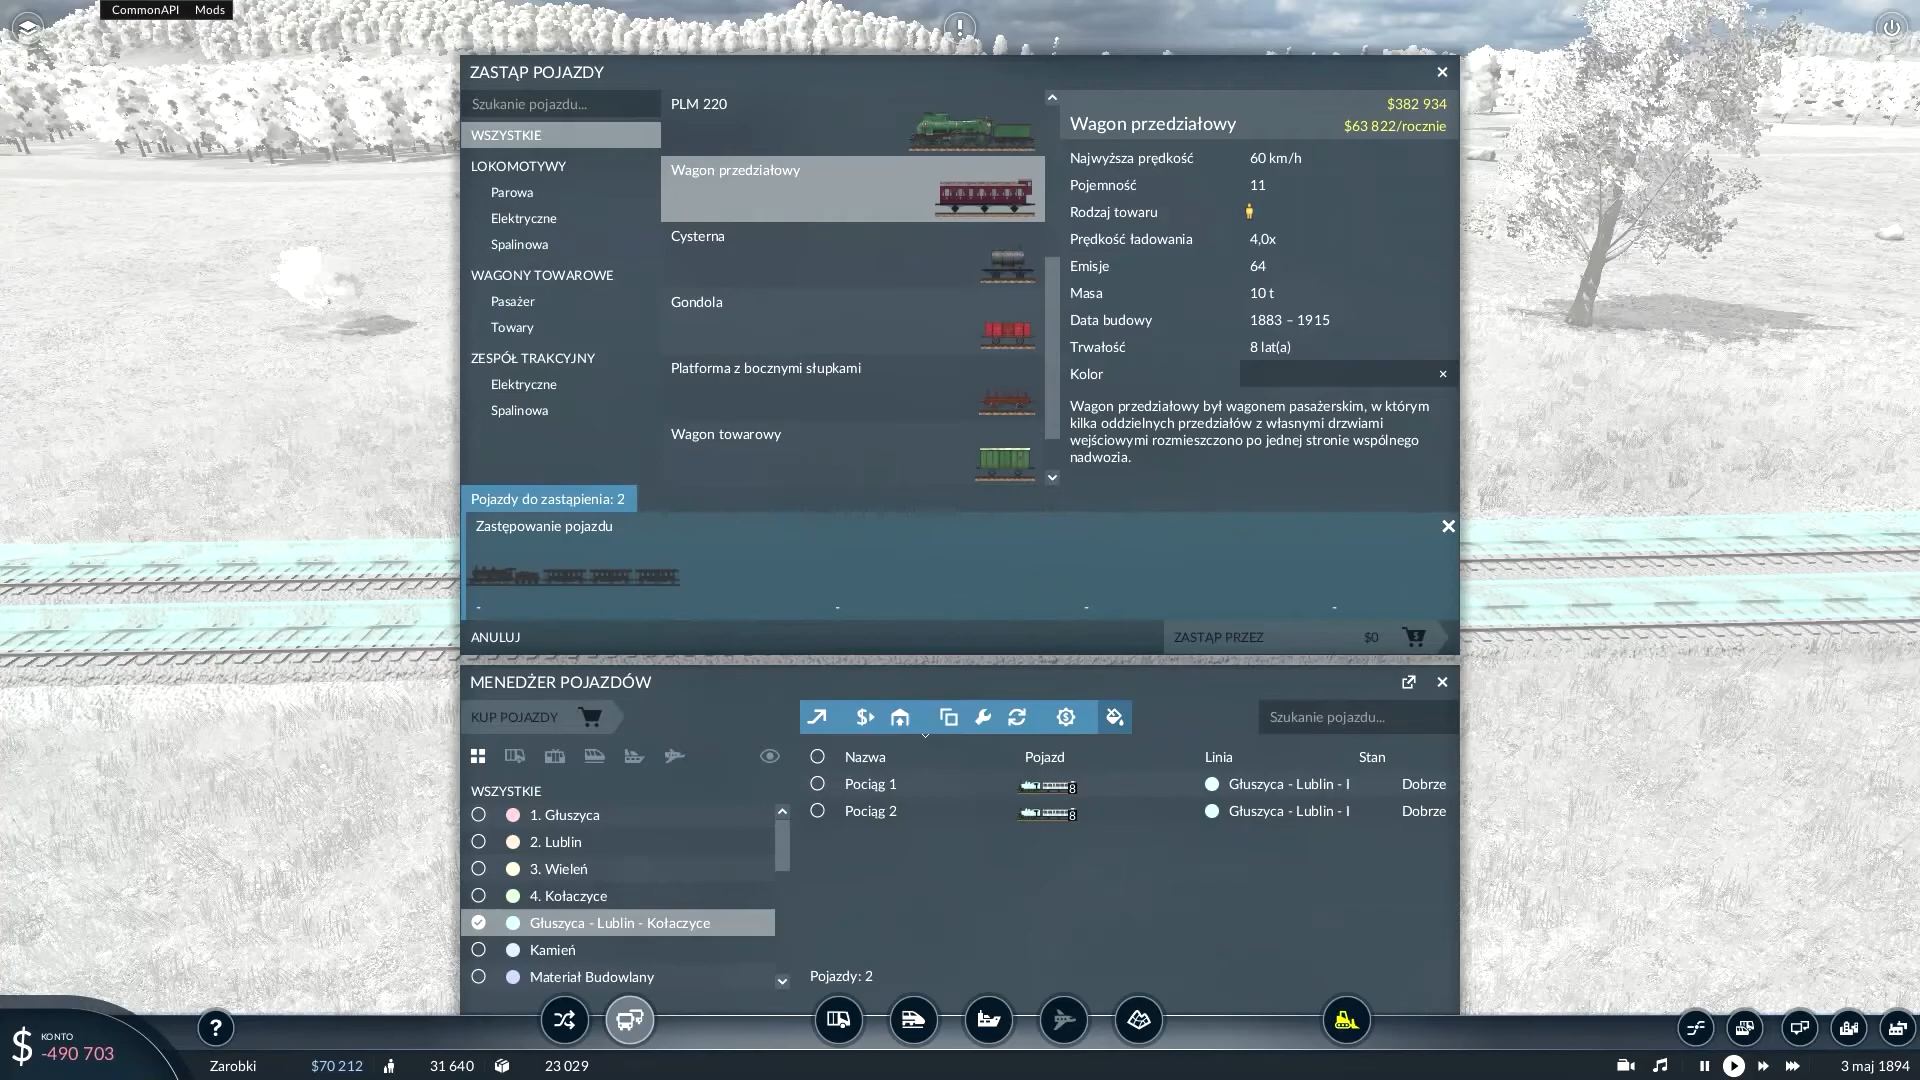 CommonAPI Mods
ZASTĄP POJAZDY
Szukanie pojazdu...
WSZYSTKIE
LOKOMOTYWY
Parowa
Elektryczne
Spalinowa
WAGONY TOWAROWE
Pasażer
Towary
ZESPÓŁ TRAKCYJNY
Elektryczne
Spalinowa
PLM 220
Wagon przedziałowy
Cysterna
Gondola
Platforma z bocznymi słupkami
Wagon towarowy
$382 934
Wagon przedziałowy
$63 822/rocznie
Najwyższa prędkość 60 km/h
Pojemność 11
Rodzaj towaru
Prędkość ładowania 4,0x
Emisje 64
Masa 10 t
Data budowy 1883 – 1915
Trwałość 8 lat(a)
Kolor
Wagon przedziałowy był wagonem pasażerskim, w którym
kilka oddzielnych przedziałów z własnymi drzwiami
wejściowymi rozmieszczono po jednej stronie wspólnego
nadwozia.
Pojazdy do zastąpienia: 2
Zastępowanie pojazdu
- - - -
ANULUJ
ZASTĄP PRZEZ $0
MENEDŻER POJAZDÓW
KUP POJAZDY
Szukanie pojazdu...
WSZYSTKIE
1. Głuszyca
2. Lublin
3. Wieleń
4. Kołaczyce
Głuszyca - Lublin - Kołaczyce
Kamień
Materiał Budowlany
Nazwa Pojazd Linia Stan
Pociąg 1 8 Głuszyca - Lublin - I Dobrze
Pociąg 2 8 Głuszyca - Lublin - I Dobrze
Pojazdy: 2
KONTO
-490 703
Zarobki $70 212 31 640 23 029
3 maj 1894